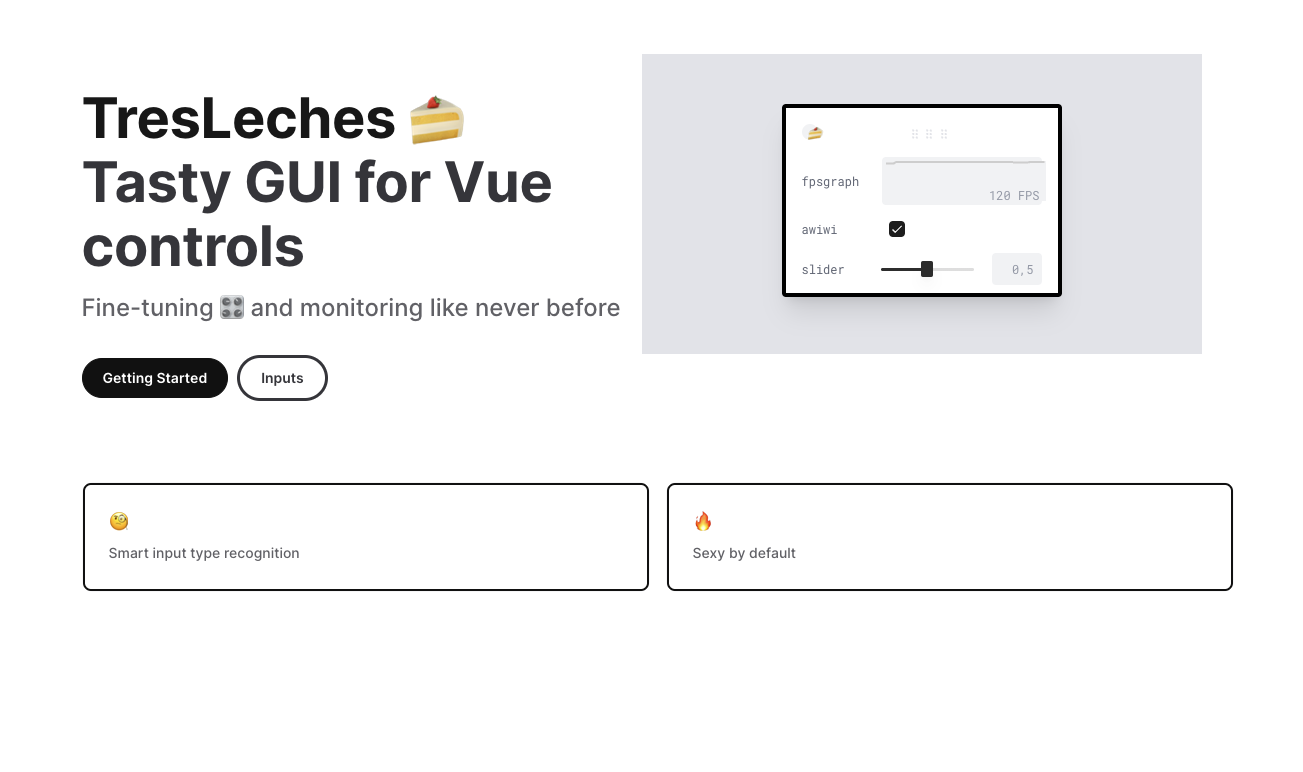 TresLeches 🍰
Tasty GUI for Vue
controls
Fine-tuning 🎛️ and monitoring like never before
Getting Started
Inputs
fpsgraph
120 FPS
awiwi
slider
0,5
🧐
Smart input type recognition
🔥
Sexy by default